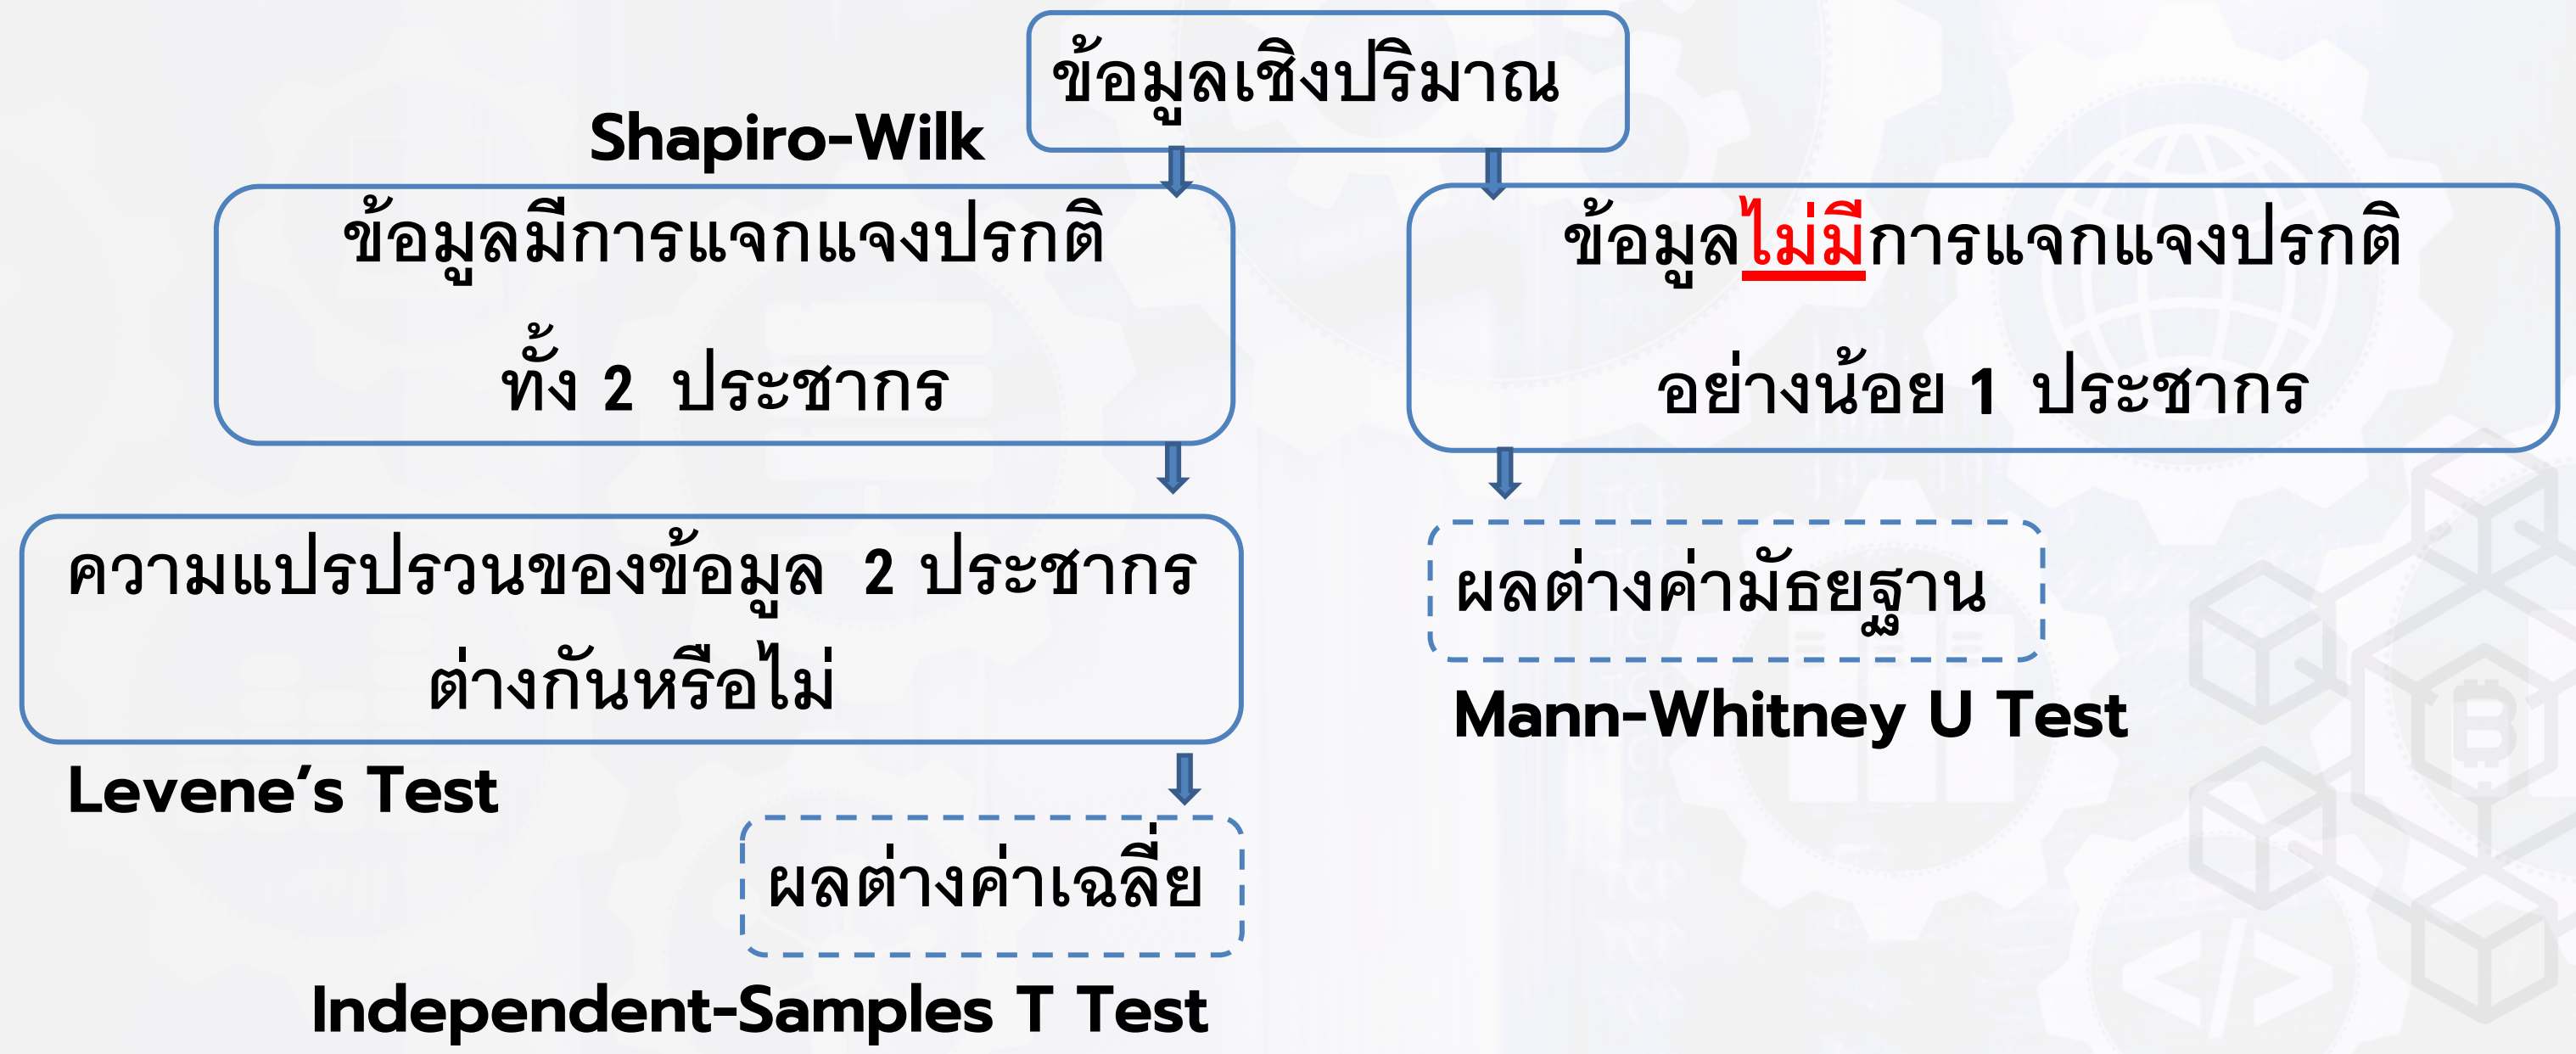 ข้อมูลเชิงปริมาณ
Shapiro-Wilk
ข้อมูลมีการแจกแจงปรกติ
ทั้ง 2 ประชากร
ข้อมูลไม่มีการแจกแจงปรกติ
อย่างน้อย 1 ประชากร
ความแปรปรวนของข้อมูล 2 ประชากร
ต่างกันหรือไม่
Levene’s Test
ผลต่างค่ามัธยฐาน
Mann-Whitney U Test
ผลต่างค่าเฉลี่ย
Independent-Samples T Test